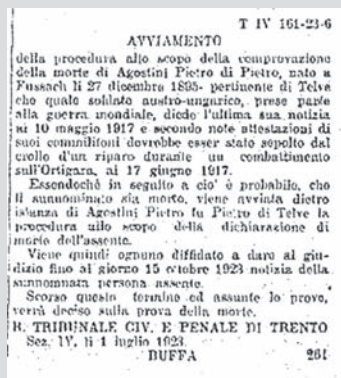 T IV 161-23-6
AVVIAMENTO
della procedura allo scopo della comprovazione
della morte di Agostini Pietro di Pietro, nato a
Fussach li 27 dicembre 1895- pertinente di Telve
che quale soldato austro-ungarico, prese parte
alla guerra mondiale, diede l'ultima sua notizia
ai 10 maggio 1917 e secondo note attestazioni di
suoi commilitoni dovrebbe esser stato sepolto dal
crollo d'un riparo durante un combattimento
sull'Ortigara, ai 17 giugno 1917.
Essendochè in seguito a cio' è probabile, che
il sunnominato sia morto, viene avviata dietro
istanza di Agostini Pietro fu Pietro di Telve la
procedura allo scopo della dichiarazione di
morte dell'assente.
Viene quindi ognuno diffidato a dare al giu-
dizio fino al giorno 15 ottobre 1923 notizia della
sunnomnata persona assente.
Scorso questo termine ed assunte le prove,
verrà deciso sulla prova della morte.
R. TRIBUNALE CIV. E PENALE DI TRENTO
Sez. IV, li 1 luglio 1923.
BUFFA 261